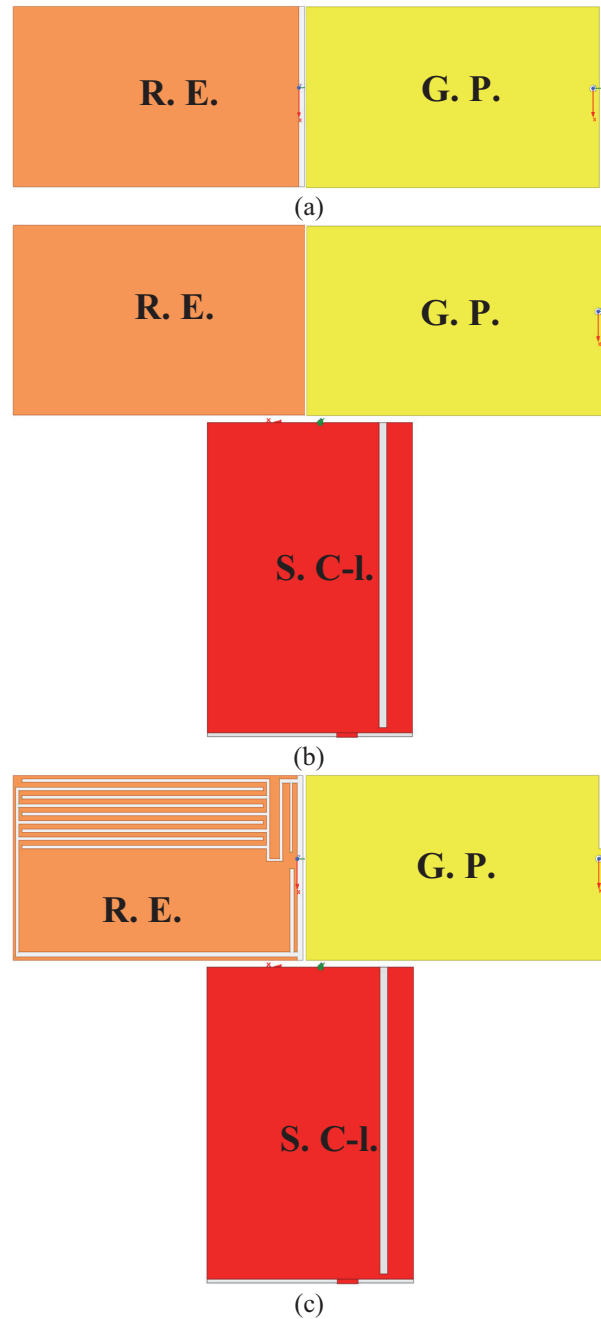 R. E.
G. P.
(a)
R. E.
G. P.
S. C-l.
(b)
R. E.
G. P.
S. C-l.
(c)